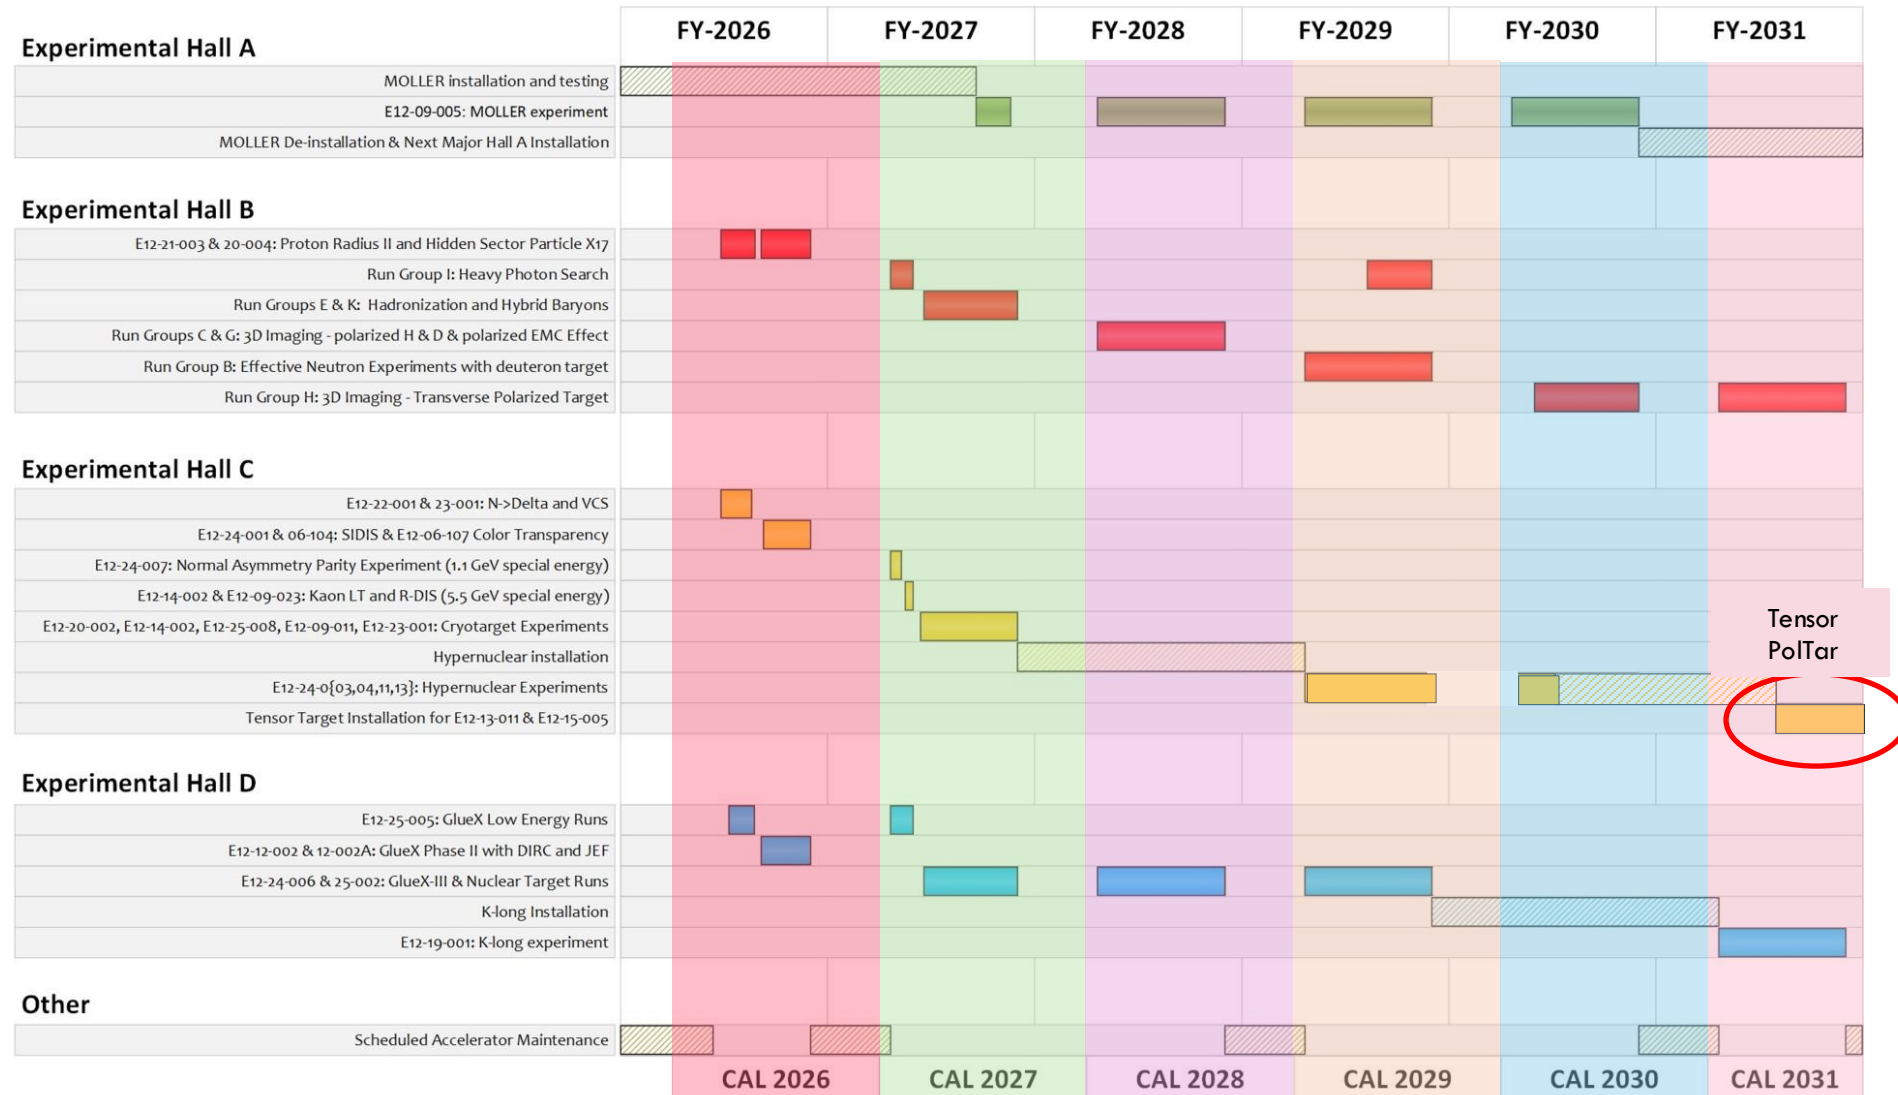 FY-2026 FY-2027 FY-2028 FY-2029 FY-2030 FY-2031
Experimental Hall A
MOLLER installation and testing
E12-09-005: MOLLER experiment
MOLLER De-installation & Next Major Hall A Installation
Experimental Hall B
E12-21-003 & 20-004: Proton Radius II and Hidden Sector Particle X17
Run Group I: Heavy Photon Search
Run Groups E & K: Hadronization and Hybrid Baryons
Run Groups C & G: 3D Imaging - polarized H & D & polarized EMC Effect
Run Group B: Effective Neutron Experiments with deuteron target
Run Group H: 3D Imaging - Transverse Polarized Target
Experimental Hall C
E12-22-001 & 23-001: N->Delta and VCS
E12-24-001 & 06-104: SIDIS & E12-06-107 Color Transparency
E12-24-007: Normal Asymmetry Parity Experiment (1.1 GeV special energy)
E12-14-002 & E12-09-023: Kaon LT and R-DIS (5.5 GeV special energy)
E12-20-002, E12-14-002, E12-25-008, E12-09-011, E12-23-001: Cryotarget Experiments
Tensor
PolTar
Hypernuclear installation
E12-24-0{03,04,11,13}: Hypernuclear Experiments
Tensor Target Installation for E12-13-011 & E12-15-005
Experimental Hall D
E12-25-005: GlueX Low Energy Runs
E12-12-002 & 12-002A: GlueX Phase II with DIRC and JEF
E12-24-006 & 25-002: GlueX-III & Nuclear Target Runs
K-long Installation
E12-19-001: K-long experiment
Other
Scheduled Accelerator Maintenance
CAL 2026 CAL 2027 CAL 2028 CAL 2029 CAL 2030 CAL 2031